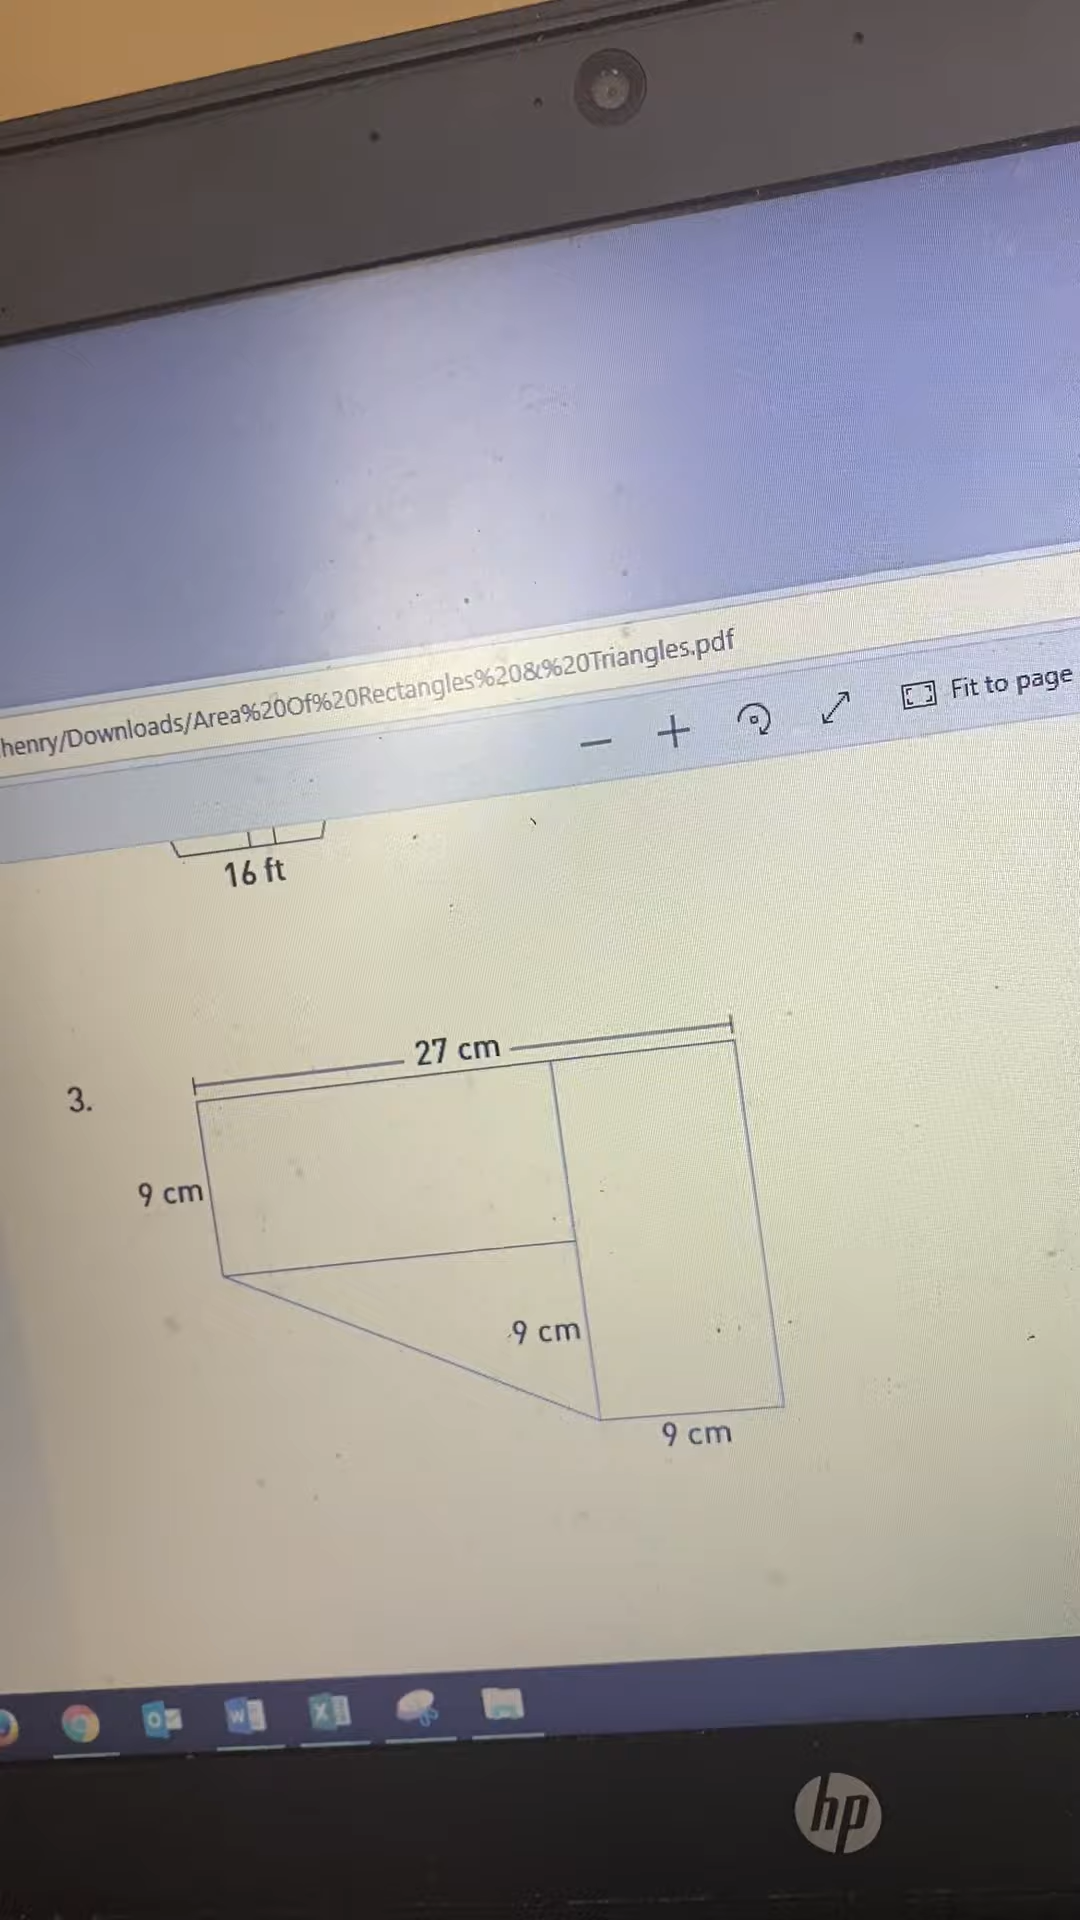 henry/Downloads/Area%20Of%20Rectangles%20&%20Triangles.pdf
Fit to page
16 ft
3.
27 cm
9 cm
9 cm
9 cm
hp